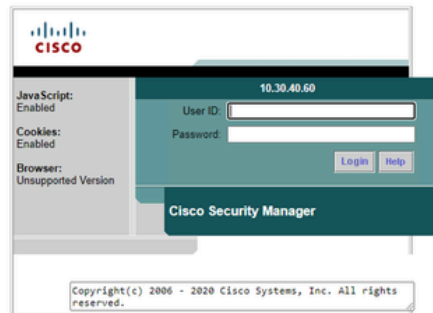 CISCO
10.30.40.60
JavaScript:
Enabled
User ID:
Cookies:
Enabled
Password:
Login Help
Browser:
Unsupported Version
Cisco Security Manager
Copyright(c) 2006 - 2020 Cisco Systems, Inc. All rights
reserved.